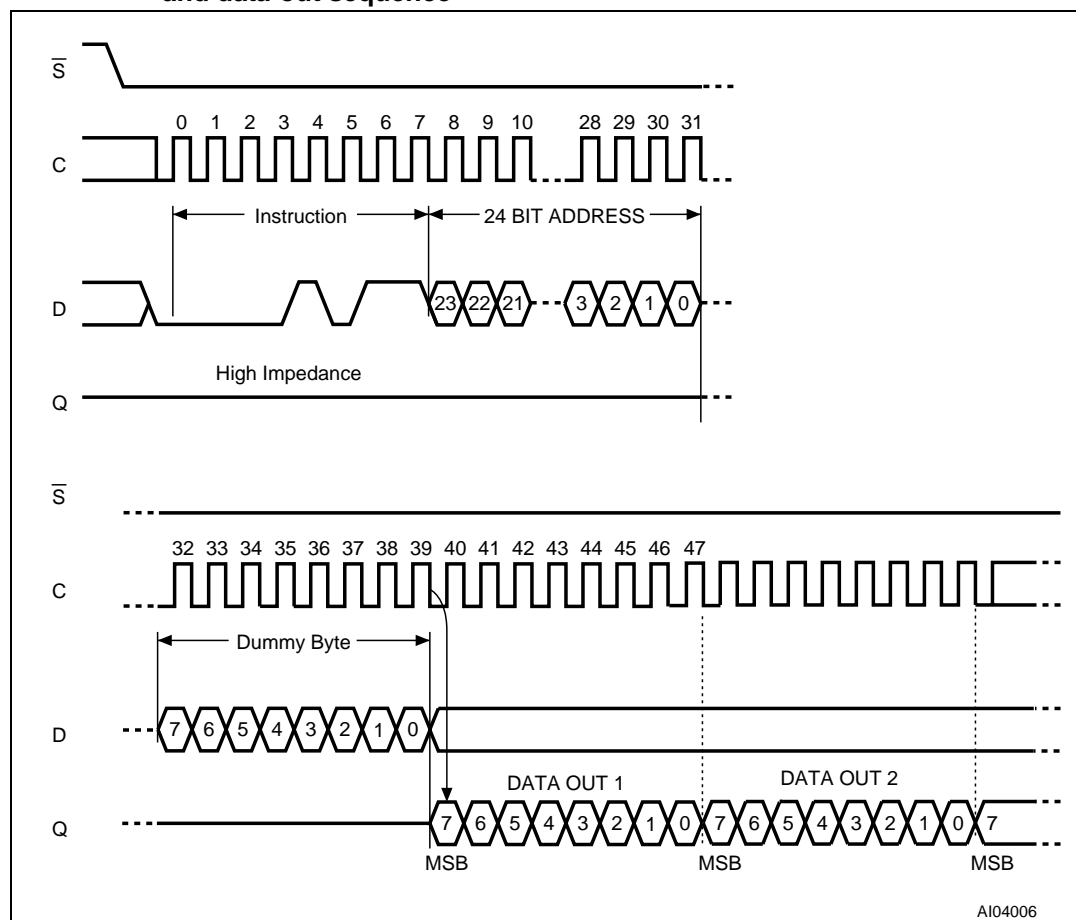 and data-out sequence
S
0 1 2 3 4 5 6 7 8 9 10 28 29 30 31
C
Instruction 24 BIT ADDRESS
D 23 22 21 3 2 1 0
High Impedance
Q
S
32 33 34 35 36 37 38 39 40 41 42 43 44 45 46 47
C
Dummy Byte
D 7 6 5 4 3 2 1 0
DATA OUT 1 DATA OUT 2
Q 7 6 5 4 3 2 1 0 7 6 5 4 3 2 1 0 7
MSB MSB MSB
AI04006